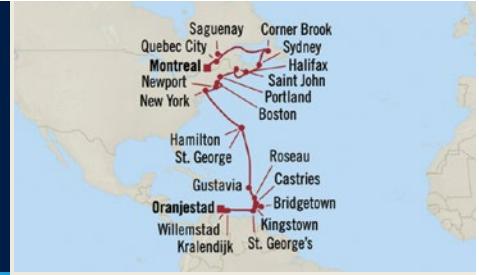 Saguenay
Corner Brook
Quebec City
Sydney
Montreal
Halifax
Newport
Saint John
New York
Portland
Boston
Hamilton
St. George
Roseau
Gustavia
Castries
Oranjestad
Bridgetown
Willemstad
Kingstown
Kralendijk
St. George's